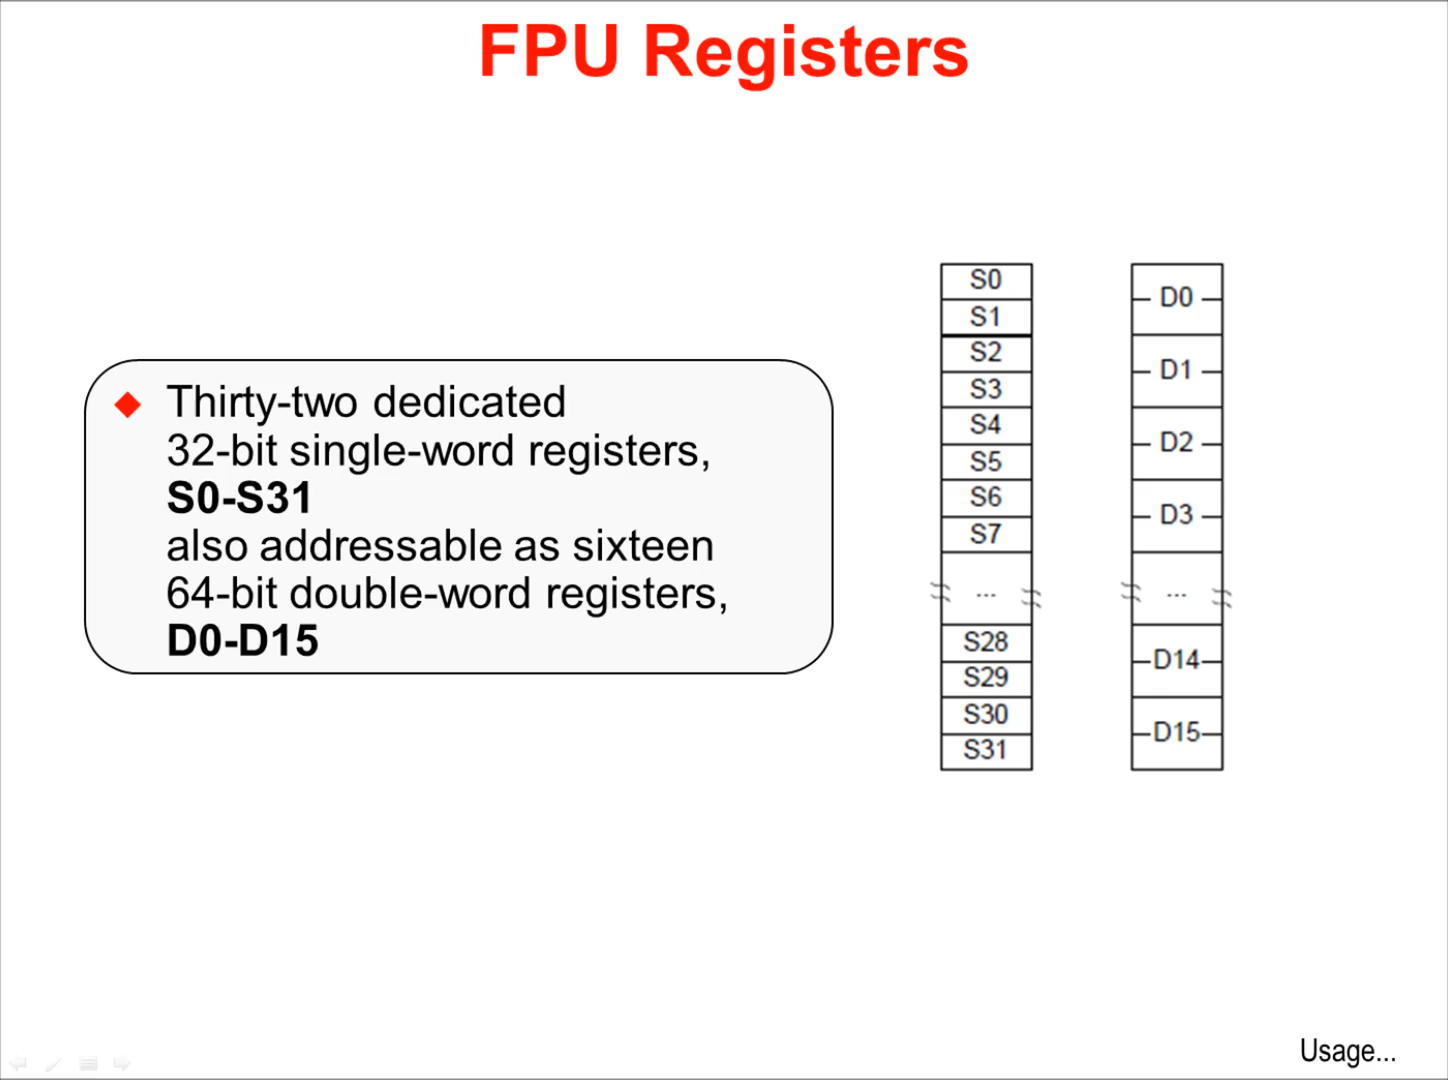 FPU Registers
Thirty-two dedicated
32-bit single-word registers,
S0-S31
also addressable as sixteen
64-bit double-word registers,
D0-D15
S0
S1
S2
S3
S4
S5
S6
S7
...
S28
S29
S30
S31
D0
D1
D2
D3
...
D14
D15
Usage...